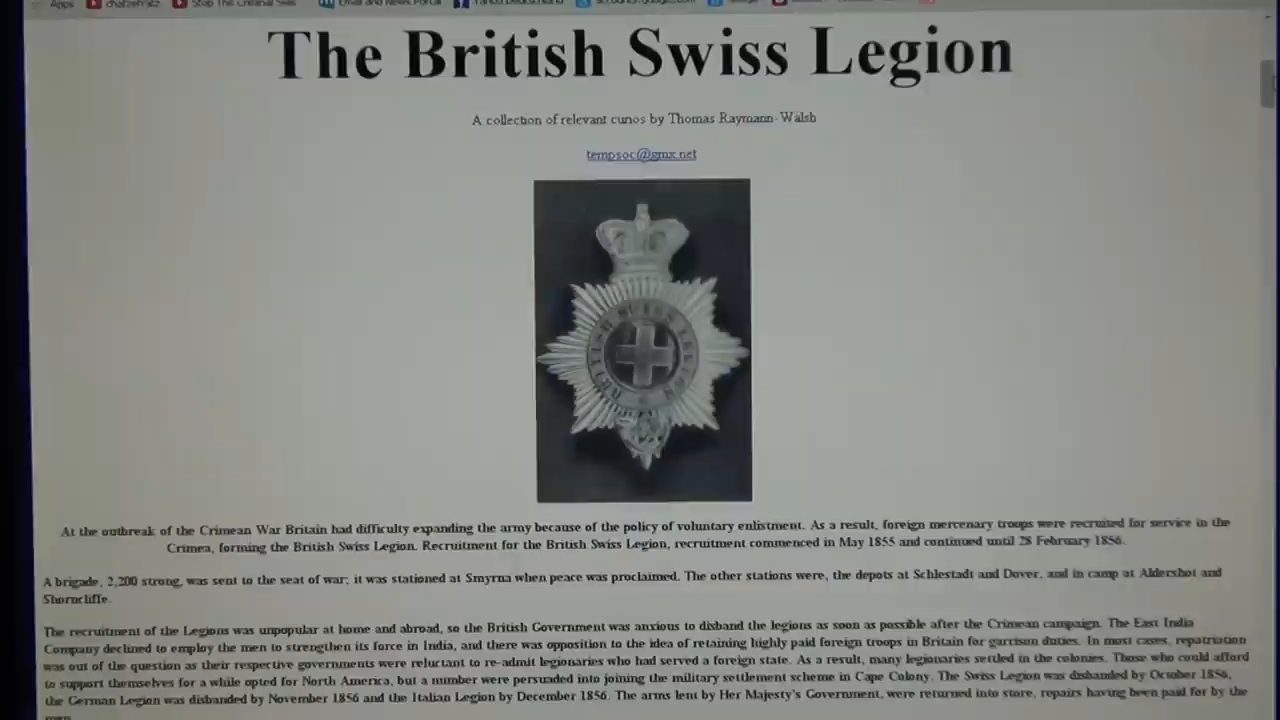 Apps
The British Swiss Legion
A collection of relevant curios by Thomas Raymann-Walsh
tempsoc@gmx.net
BRITISH SWISS LEGION
At the outbreak of the Crimean War Britain had difficulty expanding the army because of the policy of voluntary enlistment. As a result, foreign mercenary troops were recruited for service in the
Crimea, forming the British Swiss Legion. Recruitment for the British Swiss Legion, recruitment commenced in May 1855 and continued until 28 February 1856.
A brigade, 2,200 strong, was sent to the seat of war; it was stationed at Smyrna when peace was proclaimed. The other stations were, the depots at Schlestadt and Dover, and in camp at Aldershot and
Shorncliffe.
The recruitment of the Legions was unpopular at home and abroad, so the British Government was anxious to disband the legions as soon as possible after the Crimean campaign. The East India
Company declined to employ the men to strengthen its force in India, and there was opposition to the idea of retaining highly paid foreign troops in Britain for garrison duties. In most cases, repatriation
was out of the question as their respective governments were reluctant to re-admit legionaries who had served a foreign state. As a result, many legionaries settled in the colonies. Those who could afford
to support themselves for a while opted for North America, but a number were persuaded into joining the military settlement scheme in Cape Colony. The Swiss Legion was disbanded by October 1856,
the German Legion was disbanded by November 1856 and the Italian Legion by December 1856. The arms lent by Her Majesty's Government, were returned into store, repairs having been paid for by the